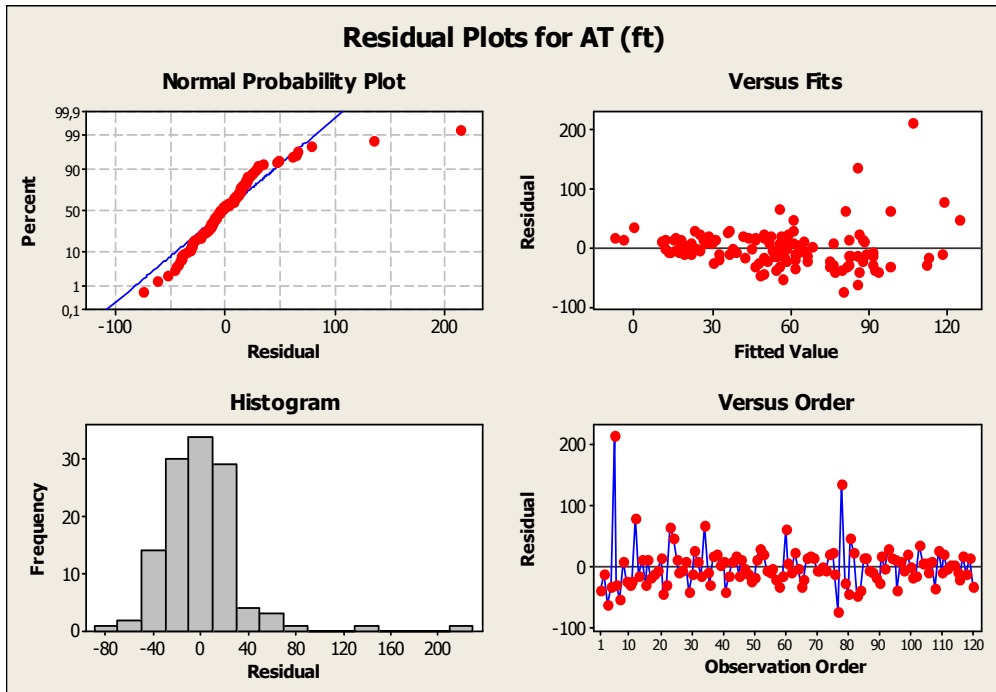 Residual Plots for AT (ft)
Normal Probability Plot
99,9
99
90
50
10
1
0,1
Percent
-100 0 100 200
Residual
Versus Fits
200
100
0
-100
Residual
0 30 60 90 120
Fitted Value
Histogram
30
20
10
0
Frequency
-80 -40 0 40 80 120 160 200
Residual
Versus Order
200
100
0
-100
Residual
1 10 20 30 40 50 60 70 80 90 100 110 120
Observation Order